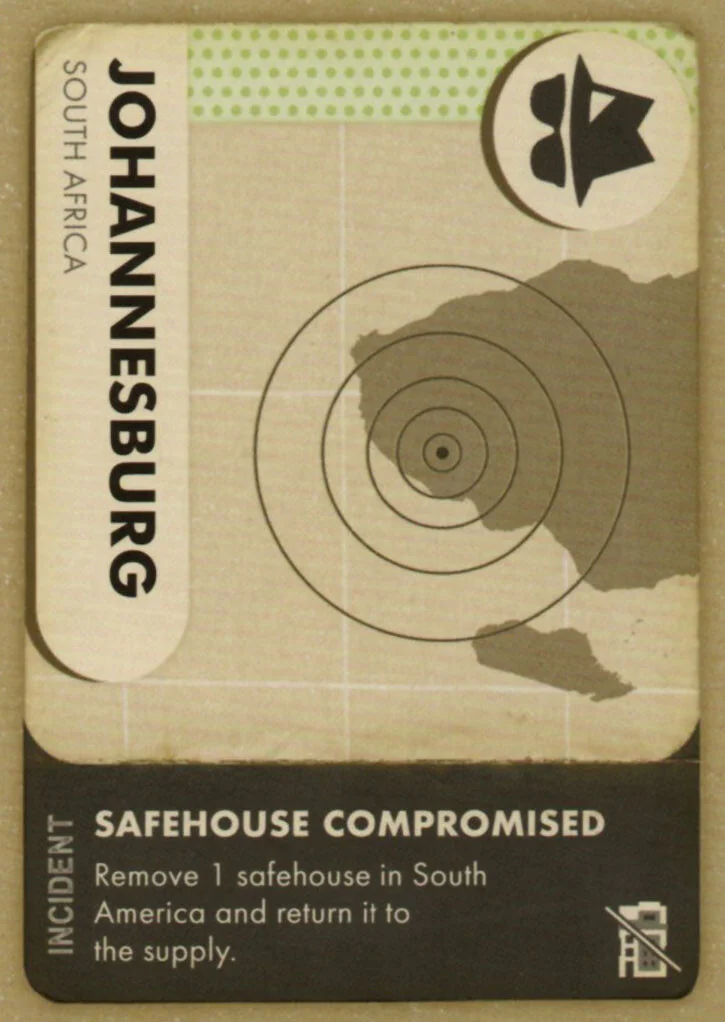 JOHANNESBURG
SOUTH AFRICA
INCIDENT
SAFEHOUSE COMPROMISED
Remove 1 safehouse in South
America and return it to
the supply.